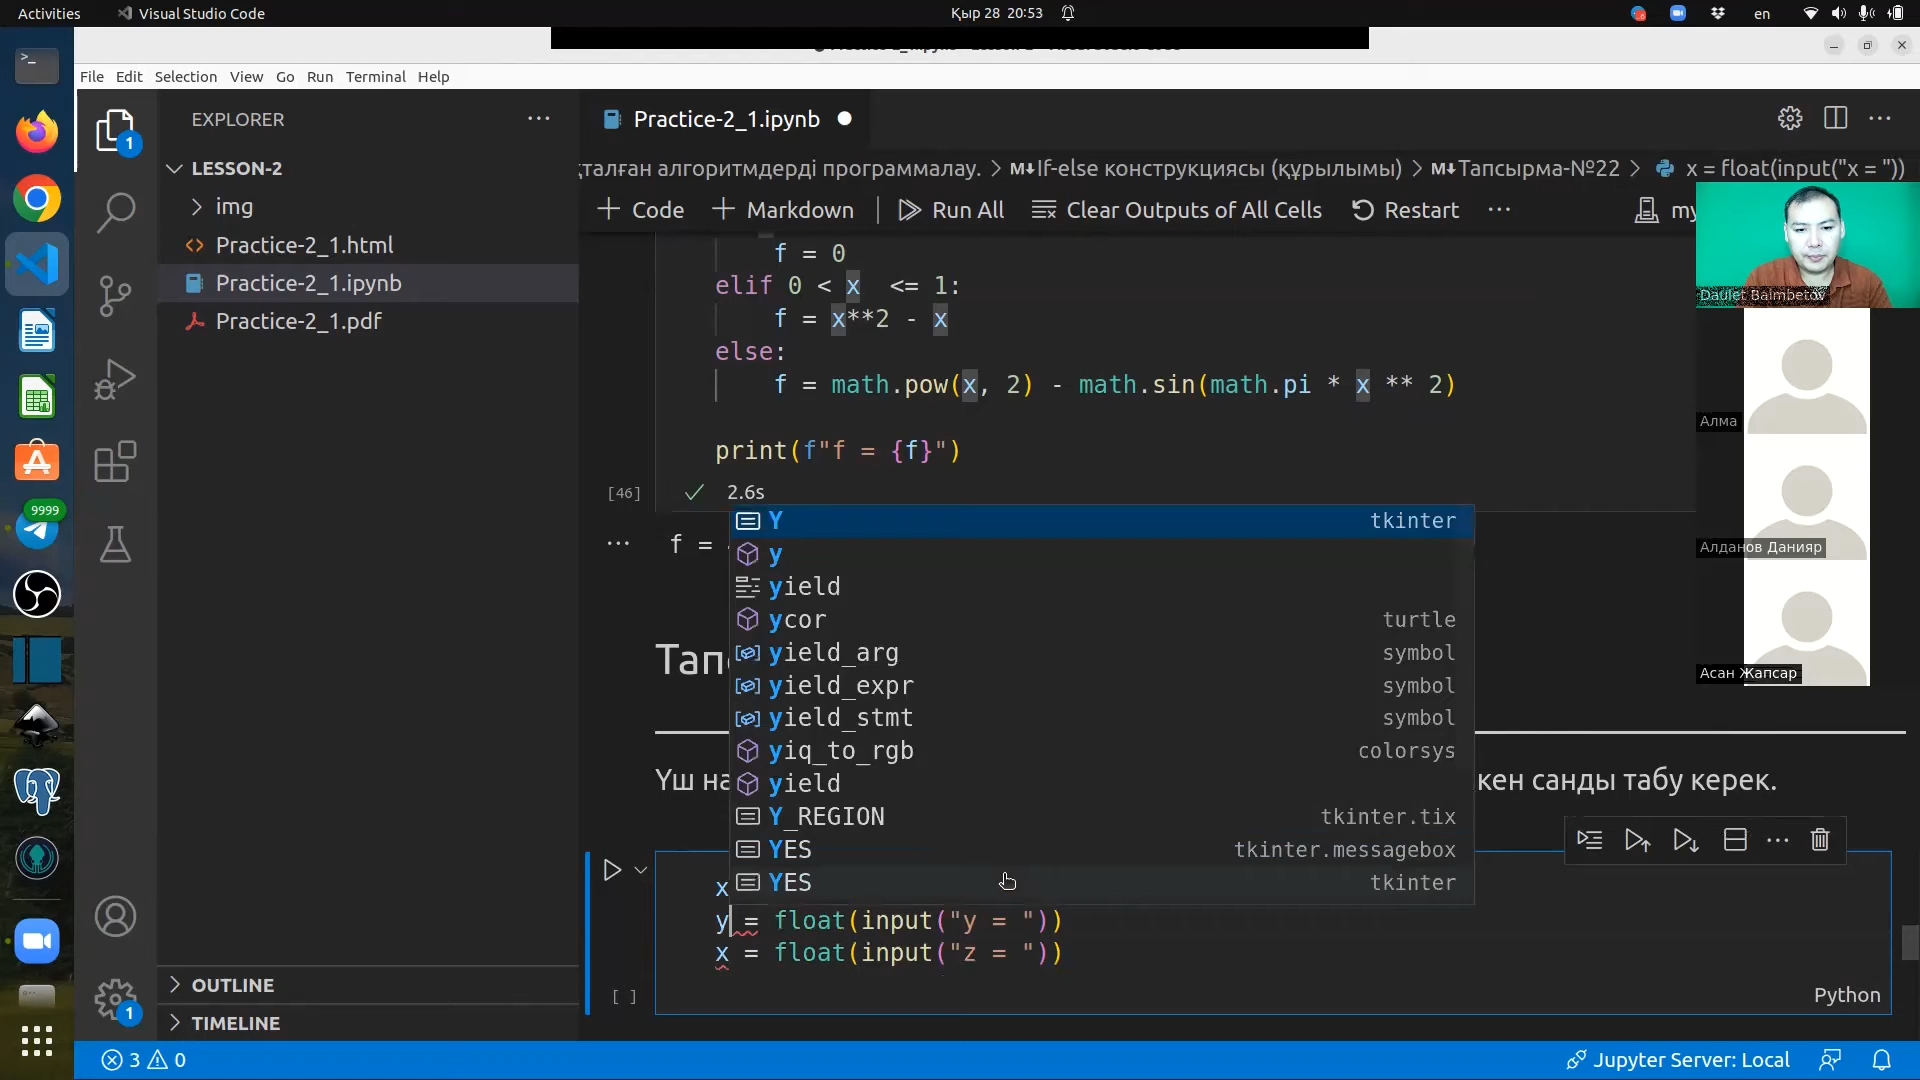 Activities
Visual Studio Code
Қыр 28 20:53
en
File Edit Selection View Go Run Terminal Help
EXPLORER
Practice-2_1.ipynb
LESSON-2
img
Practice-2_1.html
Practice-2_1.ipynb
Practice-2_1.pdf
OUTLINE
TIMELINE
талған алгоритмдерді программалау. > If-else конструкциясы (құрылымы) > Тапсырма-№22 > x = float(input("x = "))
+ Code + Markdown Run All Clear Outputs of All Cells Restart ··· my
f = 0
elif 0 < x <= 1:
f = x**2 - x
else:
f = math.pow(x, 2) - math.sin(math.pi * x ** 2)
print(f"f = {f}")
[46] 2.6s
f =
Y tkinter
y
yield
ycor turtle
yield_arg symbol
yield_expr symbol
yield_stmt symbol
yiq_to_rgb colorsys
yield
Y_REGION tkinter.tix
YES tkinter.messagebox
YES tkinter
Тап
Үш на
кен санды табу керек.
x
y = float(input("y = "))
x = float(input("z = "))
[ ]
Python
Daulet Baimbetov
Алма
Алданов Данияр
Асан Жапсар
9999
1
1
3 0
Jupyter Server: Local